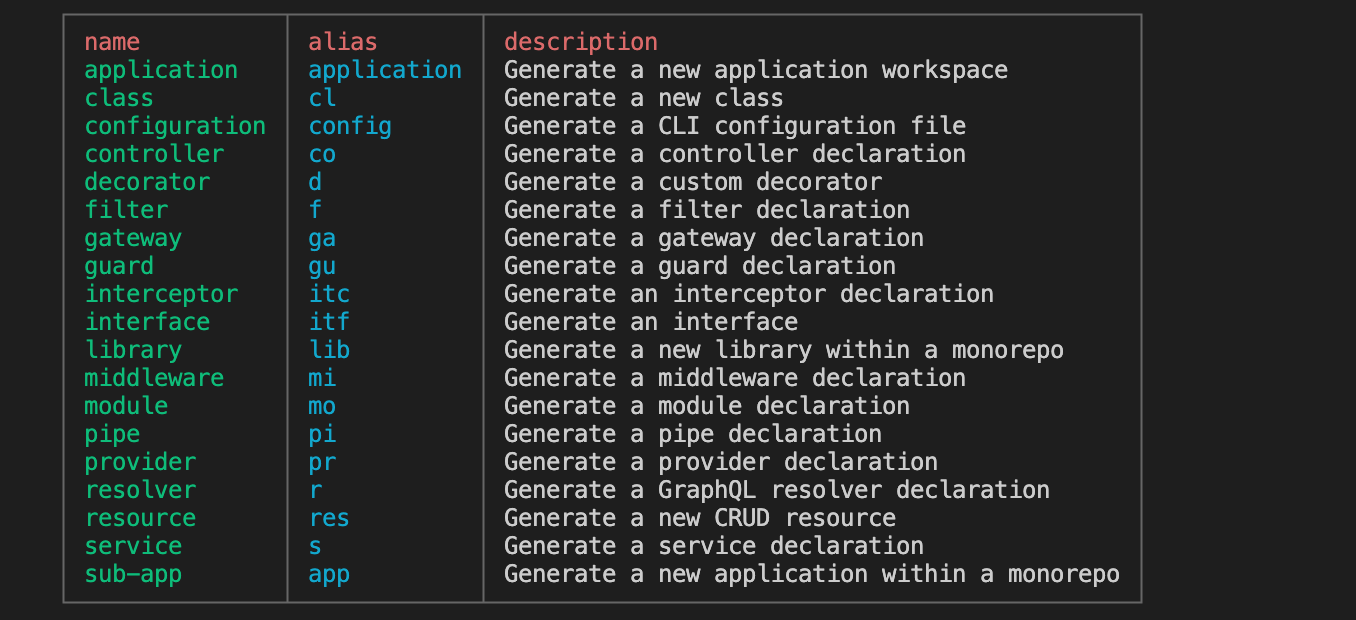 name alias description
application application Generate a new application workspace
class cl Generate a new class
configuration config Generate a CLI configuration file
controller co Generate a controller declaration
decorator d Generate a custom decorator
filter f Generate a filter declaration
gateway ga Generate a gateway declaration
guard gu Generate a guard declaration
interceptor itc Generate an interceptor declaration
interface itf Generate an interface
library lib Generate a new library within a monorepo
middleware mi Generate a middleware declaration
module mo Generate a module declaration
pipe pi Generate a pipe declaration
provider pr Generate a provider declaration
resolver r Generate a GraphQL resolver declaration
resource res Generate a new CRUD resource
service s Generate a service declaration
sub-app app Generate a new application within a monorepo